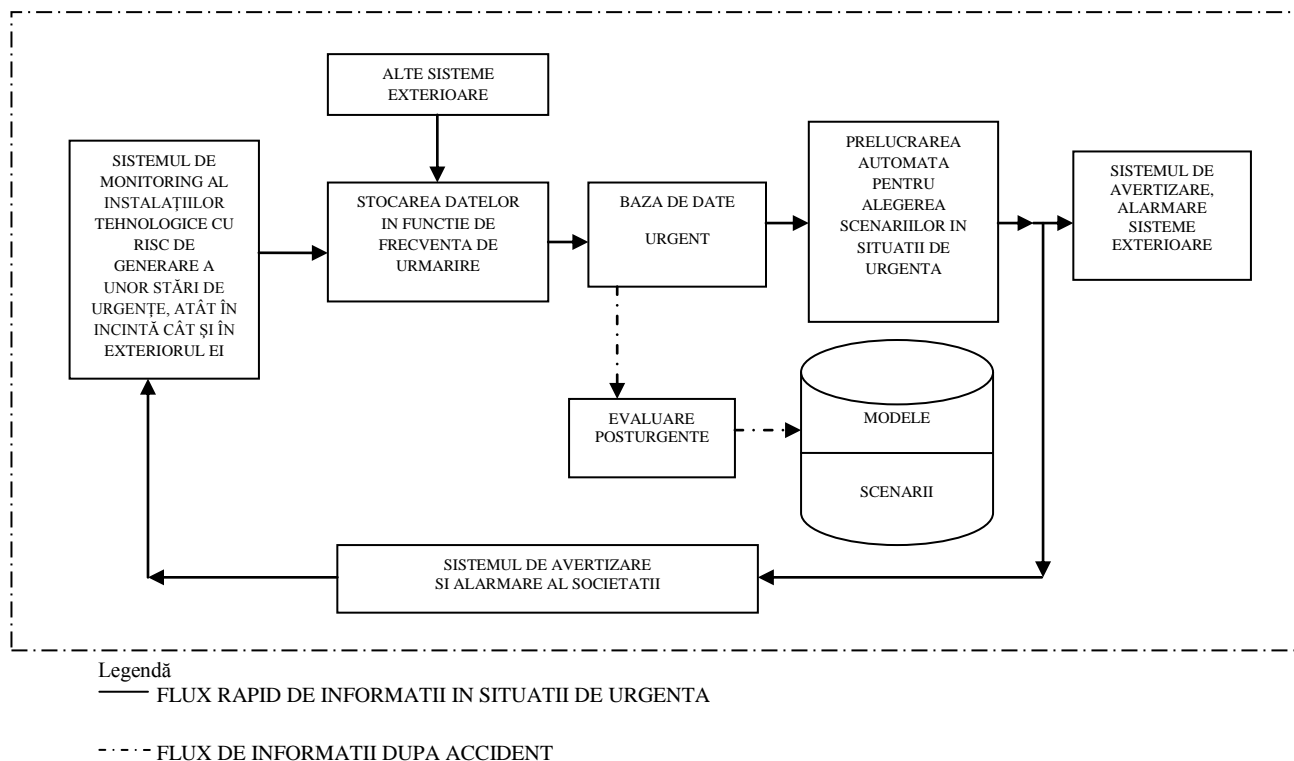 ALTE SISTEME
EXTERIOARE
SISTEMUL DE
MONITORING AL
INSTALAȚIILOR
TEHNOLOGICE CU
RISC DE
GENERARE A
UNOR STĂRI DE
URGENȚE, ATÂT ÎN
INCINTĂ CÂT ȘI ÎN
EXTERIORUL EI
STOCAREA DATELOR
IN FUNCTIE DE
FRECVENTA DE
URMARIRE
BAZA DE DATE
URGENT
PRELUCRAREA
AUTOMATA
PENTRU
ALEGEREA
SCENARIILOR IN
SITUATII DE
URGENTA
SISTEMUL DE
AVERTIZARE,
ALARMARE
SISTEME
EXTERIOARE
EVALUARE
POSTURGENTE
MODELE
SCENARII
SISTEMUL DE AVERTIZARE
SI ALARMARE AL SOCIETATII
Legendă
FLUX RAPID DE INFORMATII IN SITUATII DE URGENTA
FLUX DE INFORMATII DUPA ACCIDENT